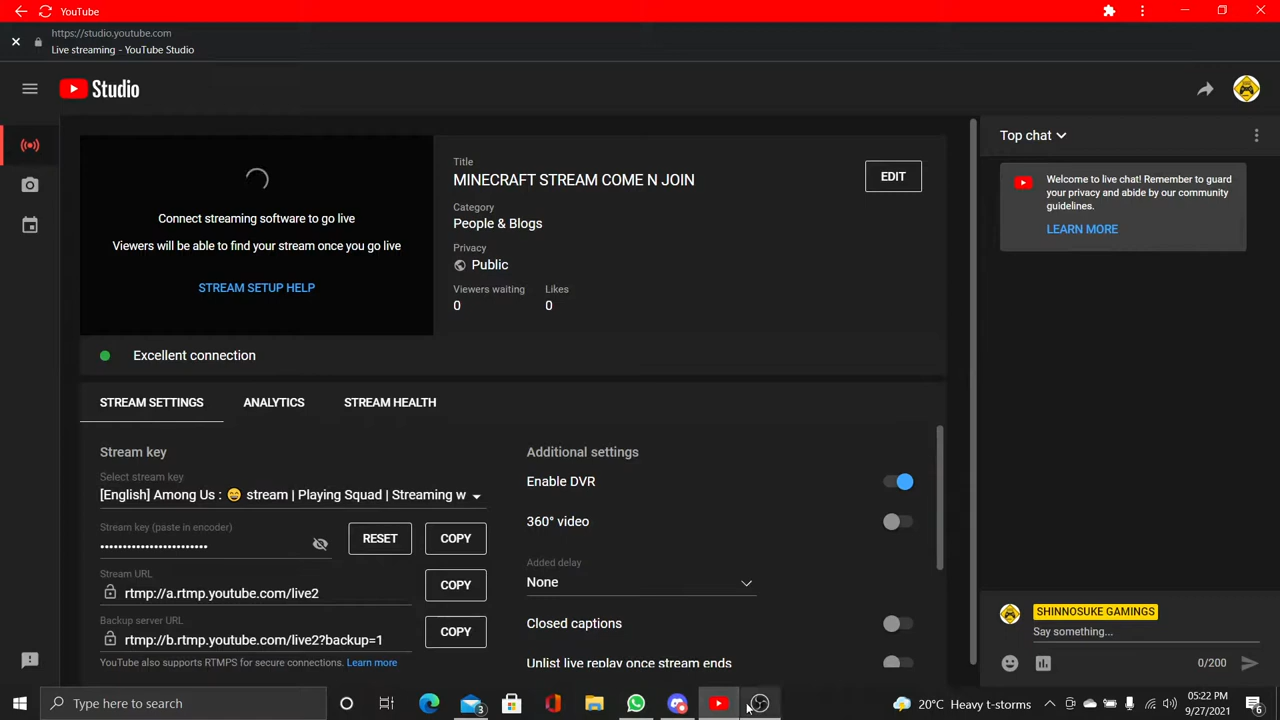 YouTube
https://studio.youtube.com
Live streaming - YouTube Studio
Studio
Connect streaming software to go live
Viewers will be able to find your stream once you go live
STREAM SETUP HELP
Title
MINECRAFT STREAM COME N JOIN
EDIT
Category
People & Blogs
Privacy
Public
Viewers waiting
Likes
0
0
Excellent connection
STREAM SETTINGS
ANALYTICS
STREAM HEALTH
Stream key
Select stream key
[English] Among Us : 😄 stream | Playing Squad | Streaming w
Stream key (paste in encoder)
••••••••••••••••••••••••
RESET
COPY
Stream URL
rtmp://a.rtmp.youtube.com/live2
COPY
Backup server URL
rtmp://b.rtmp.youtube.com/live2?backup=1
COPY
YouTube also supports RTMPS for secure connections. Learn more
Additional settings
Enable DVR
360° video
Added delay
None
Closed captions
Unlist live replay once stream ends
Top chat
Welcome to live chat! Remember to guard
your privacy and abide by our community
guidelines.
LEARN MORE
SHINNOSUKE GAMINGS
Say something...
0/200
Type here to search
3
20°C Heavy t-storms
05:22 PM
9/27/2021
6